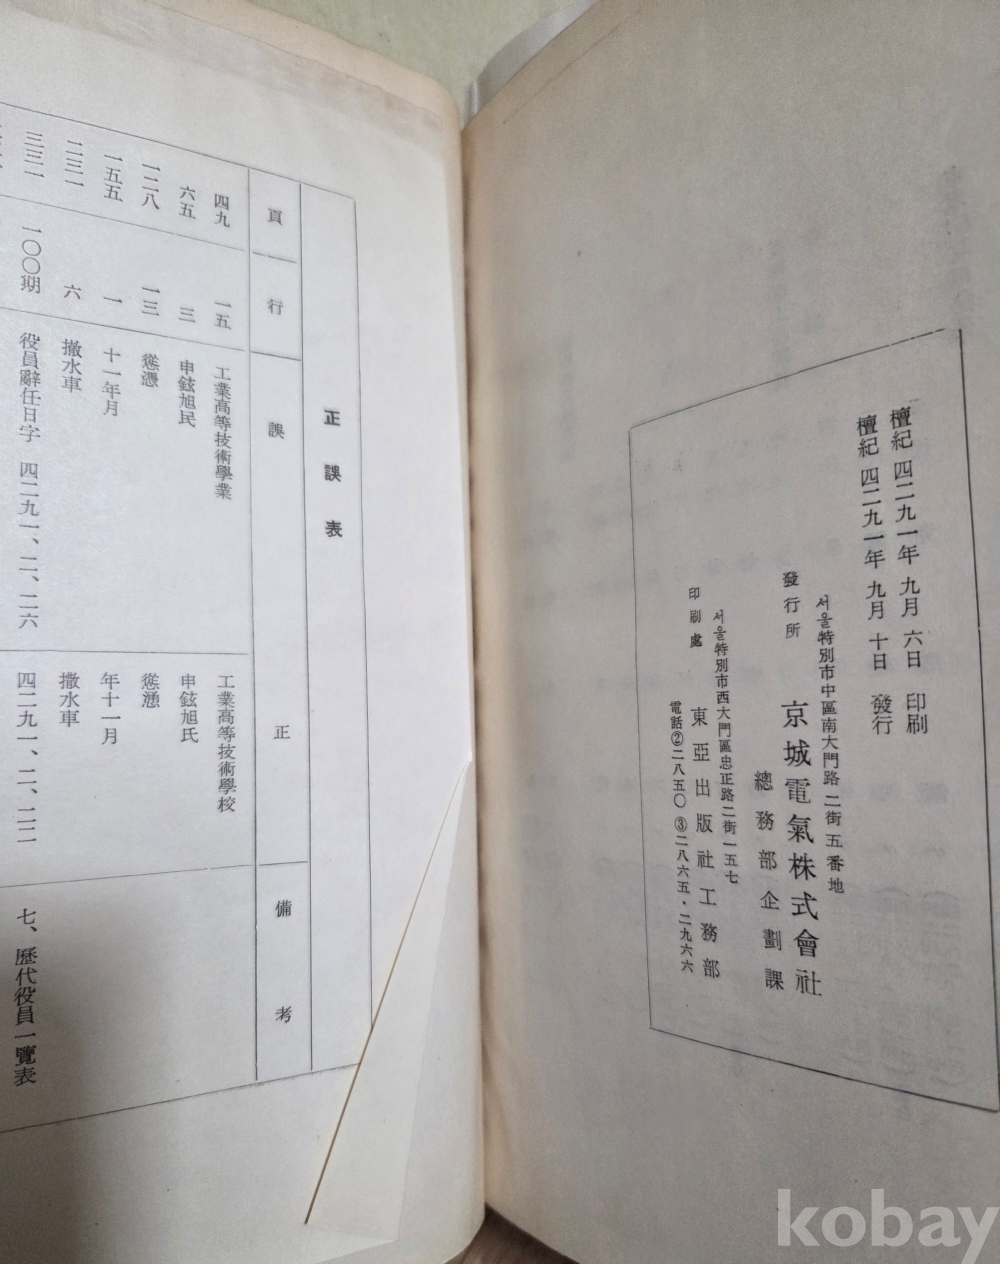 檀紀 四二九一年 九月 六日 印刷
檀紀 四二九一年 九月 十日 發行
서울特別市中區南大門路二街五番地
發行所 京城電氣株式會社
總務部企劃課
서울特別市西大門區忠正路二街一五七
印刷處 東亞出版社工務部
電話②二八五〇 ③二八六五・二九六六
正誤表
頁 行 誤 正 備考
四九 一五 工業高等技術學業 工業高等技術學校
六五 三 申鉉旭民 申鉉旭氏
一二八 一三 慫憑 慫慂
一五五 一 十一年月 年十一月
二三一 六 撤水車 撒水車
三三一 一〇〇期 役員辭任日字 四二九一、二、二六 四二九一、二、二二 七、歷代役員一覽表
kobay